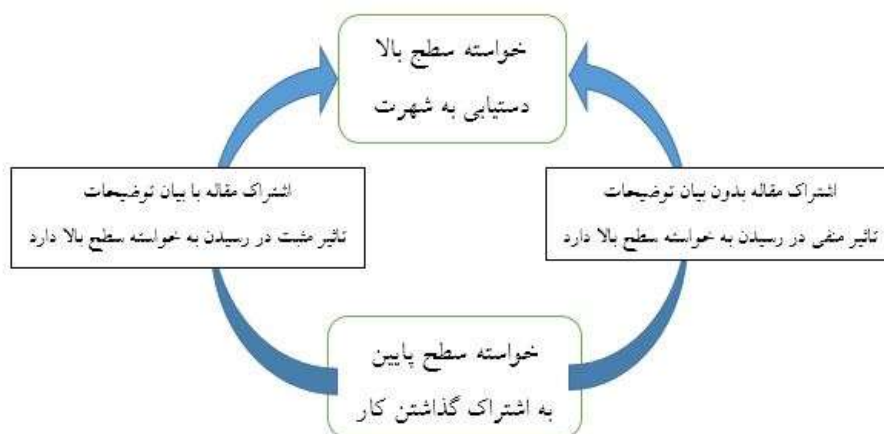 خواسته سطح بالا
دستیابی به شهرت
اشتراک مقاله بدون بیان توضیحات
تاثیر منفی در رسیدن به خواسته سطح بالا دارد
اشتراک مقاله با بیان توضیحات
تاثیر مثبت در رسیدن به خواسته سطح بالا دارد
خواسته سطح پایین
به اشتراک گذاشتن کار